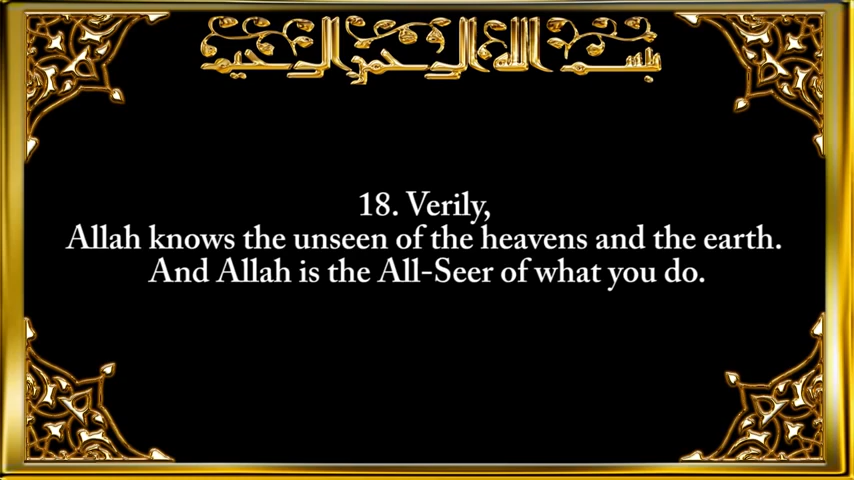 بسم الله الرحمن الرحيم
18. Verily,
Allah knows the unseen of the heavens and the earth.
And Allah is the All-Seer of what you do.